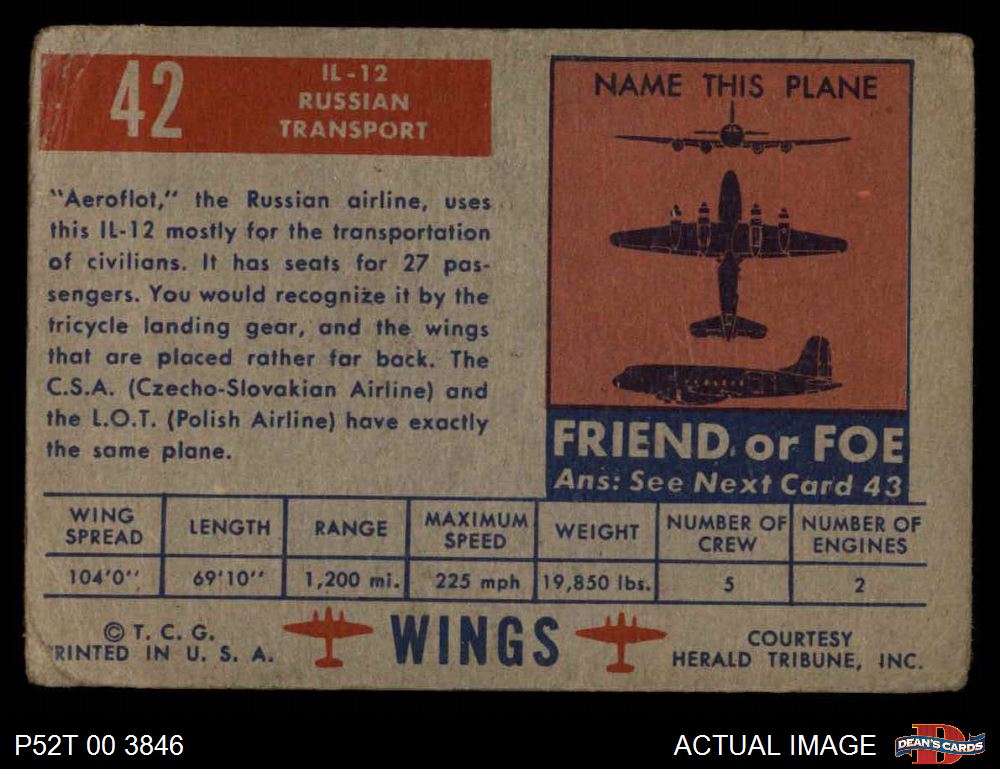 42
IL-12
RUSSIAN
TRANSPORT
"Aeroflot," the Russian airline, uses
this IL-12 mostly for the transportation
of civilians. It has seats for 27 pas-
sengers. You would recognize it by the
tricycle landing gear, and the wings
that are placed rather far back. The
C.S.A. (Czecho-Slovakian Airline) and
the L.O.T. (Polish Airline) have exactly
the same plane.
NAME THIS PLANE
FRIEND or FOE
Ans: See Next Card 43
WING SPREAD LENGTH RANGE MAXIMUM SPEED WEIGHT NUMBER OF CREW NUMBER OF ENGINES
104'0" 69'10" 1,200 mi. 225 mph 19,850 lbs. 5 2
© T. C. G.
RINTED IN U. S. A.
WINGS
COURTESY
HERALD TRIBUNE, INC.
P52T 00 3846
ACTUAL IMAGE
D
DEAN'S CARDS